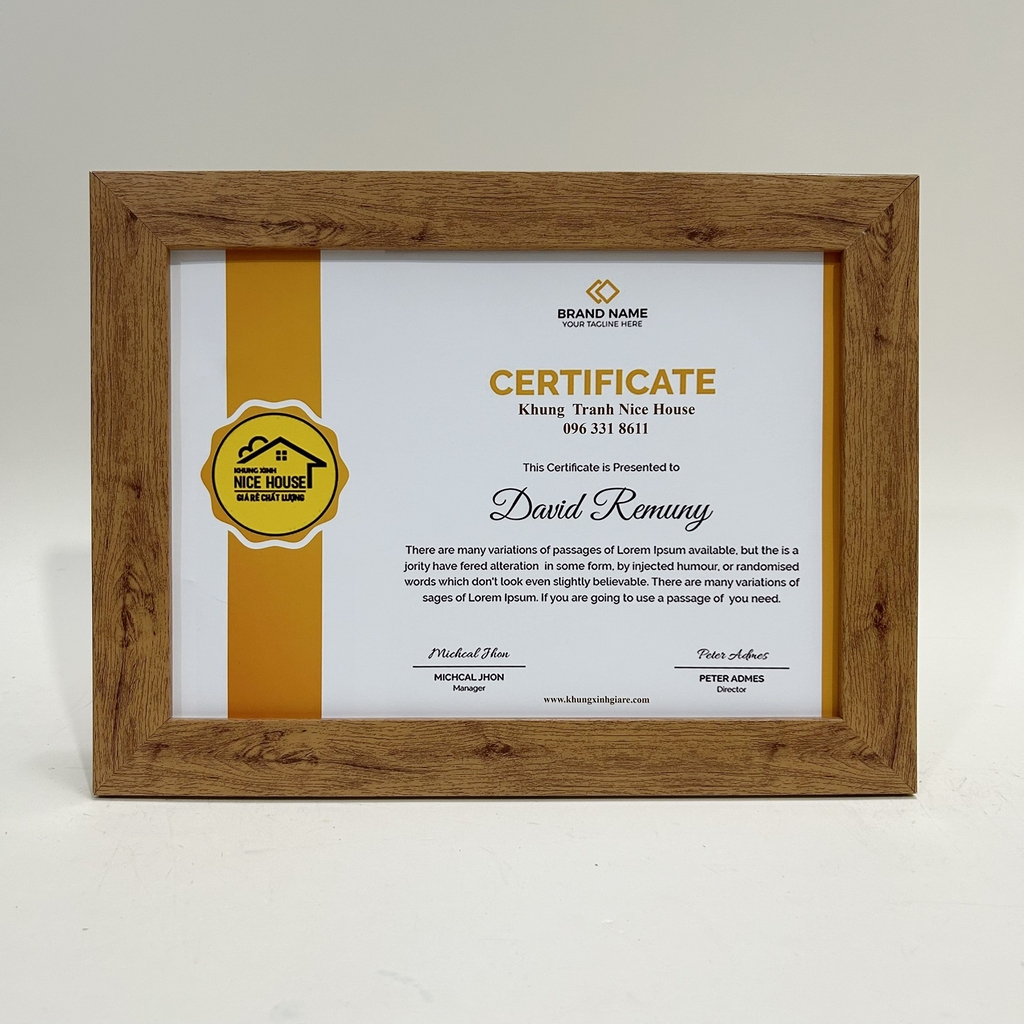 BRAND NAME
YOUR TAGLINE HERE
CERTIFICATE
Khung Tranh Nice House
096 331 8611
KHUNG XINH
NICE HOUSE
GIÁ RẺ CHẤT LƯỢNG
This Certificate is Presented to
David Remuny
There are many variations of passages of Lorem Ipsum available, but the is a
jority have fered alteration in some form, by injected humour, or randomised
words which don't look even slightly believable. There are many variations of
sages of Lorem Ipsum. If you are going to use a passage of you need.
Michcal Jhon
MICHCAL JHON
Manager
Peter Admes
PETER ADMES
Director
www.khungxinhgiare.com